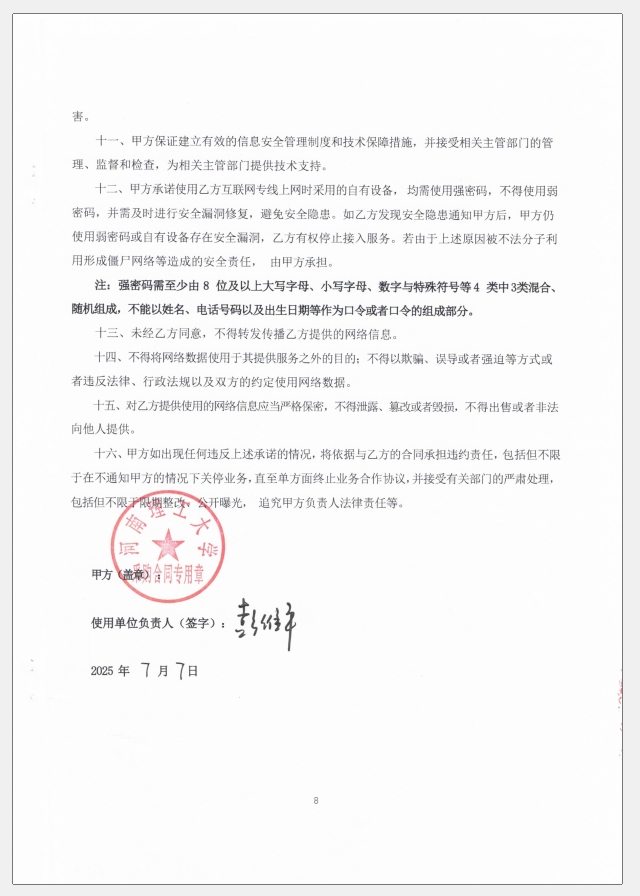 害。
十一、甲方保证建立有效的信息安全管理制度和技术保障措施，并接受相关主管部门的管
理、监督和检查，为相关主管部门提供技术支持。
十二、甲方承诺使用乙方互联网专线上网时采用的自有设备， 均需使用强密码，不得使用弱
密码，并需及时进行安全漏洞修复，避免安全隐患。如乙方发现安全隐患通知甲方后，甲方仍
使用弱密码或自有设备存在安全漏洞，乙方有权停止接入服务。若由于上述原因被不法分子利
用形成僵尸网络等造成的安全责任， 由甲方承担。
注：强密码需至少由 8 位及以上大写字母、小写字母、数字与特殊符号等 4 类中 3类混合、
随机组成，不能以姓名、电话号码以及出生日期等作为口令或者口令的组成部分。
十三、未经乙方同意，不得转发传播乙方提供的网络信息。
十四、不得将网络数据使用于其提供服务之外的目的；不得以欺骗、误导或者强迫等方式或
者违反法律、行政法规以及双方的约定使用网络数据。
十五、对乙方提供使用的网络信息应当严格保密，不得泄露、篡改或者毁损，不得出售或者非法
向他人提供。
十六、甲方如出现任何违反上述承诺的情况，将依据与乙方的合同承担违约责任，包括但不限
于在不通知甲方的情况下关停业务，直至单方面终止业务合作协议，并接受有关部门的严肃处理，
包括但不限于限期整改、公开曝光， 追究甲方负责人法律责任等。
河南理工大学
采购合同专用章
甲方（盖章）：
使用单位负责人（签字）：彭维平
2025 年 7 月 7 日
8